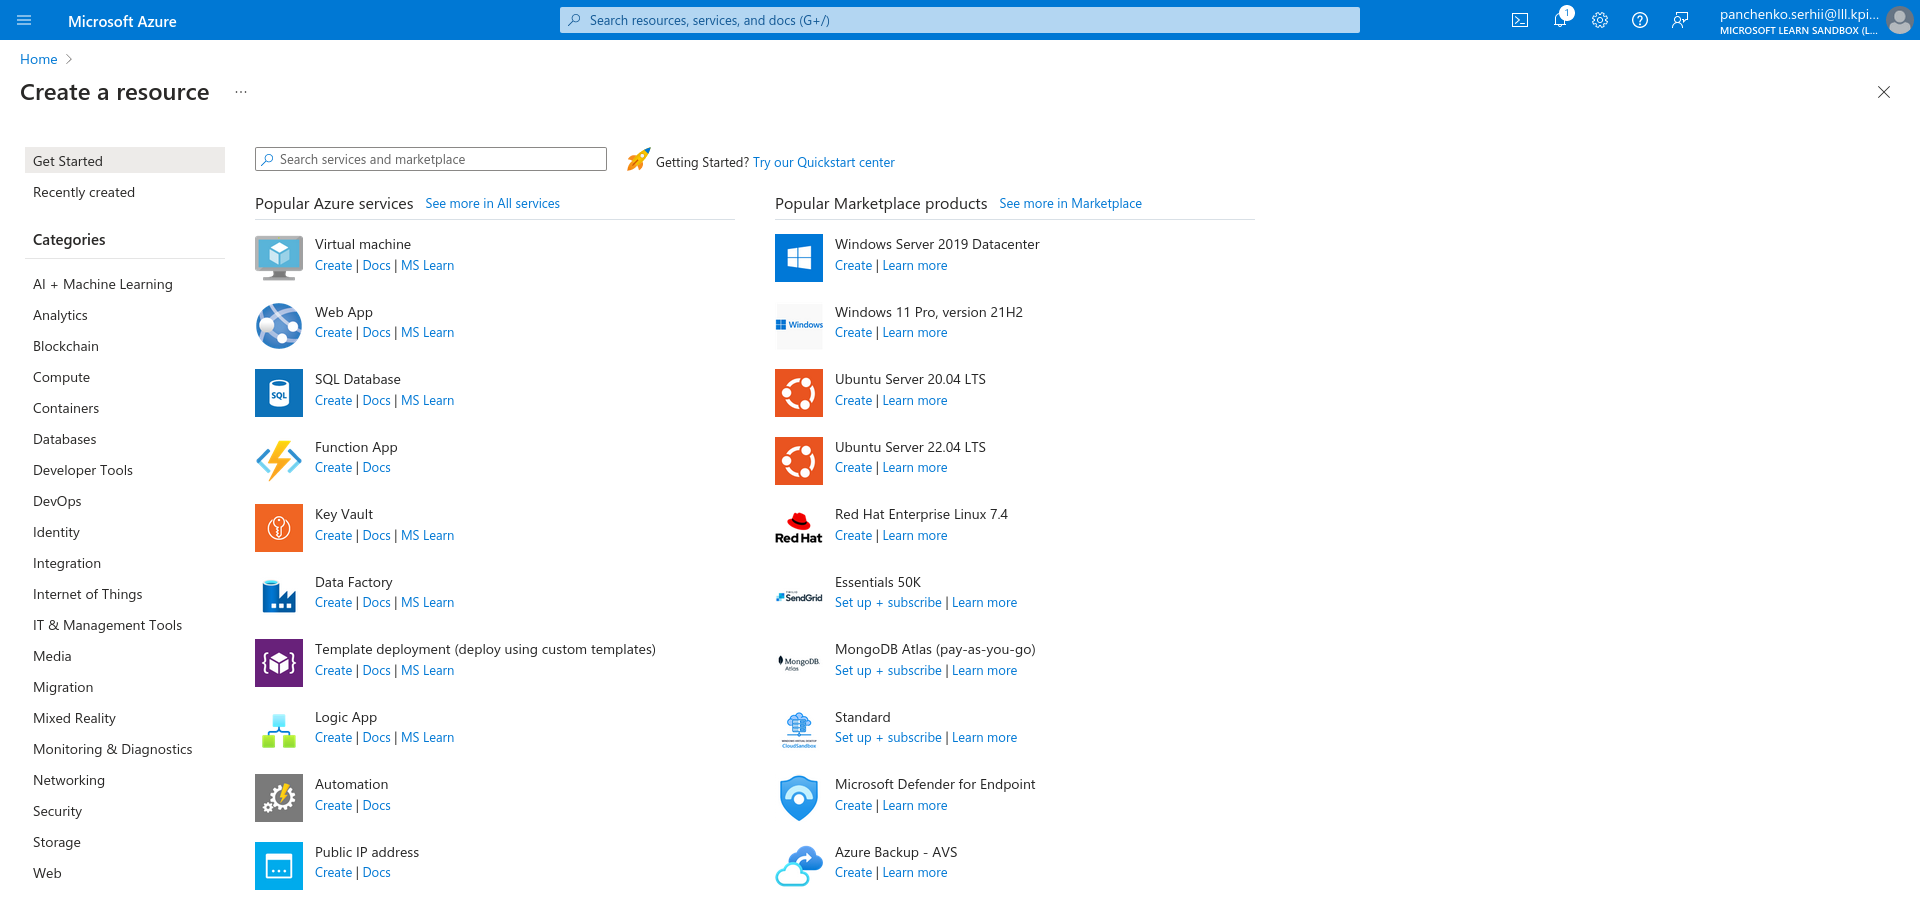 Microsoft Azure
Search resources, services, and docs (G+/)
1
panchenko.serhii@lll.kpi...
MICROSOFT LEARN SANDBOX (L...
Home
Create a resource
...
Get Started
Recently created
Categories
AI + Machine Learning
Analytics
Blockchain
Compute
Containers
Databases
Developer Tools
DevOps
Identity
Integration
Internet of Things
IT & Management Tools
Media
Migration
Mixed Reality
Monitoring & Diagnostics
Networking
Security
Storage
Web
Search services and marketplace
Getting Started? Try our Quickstart center
Popular Azure services See more in All services
Virtual machine
Create | Docs | MS Learn
Web App
Create | Docs | MS Learn
SQL
SQL Database
Create | Docs | MS Learn
Function App
Create | Docs
Key Vault
Create | Docs | MS Learn
Data Factory
Create | Docs | MS Learn
Template deployment (deploy using custom templates)
Create | Docs | MS Learn
Logic App
Create | Docs | MS Learn
Automation
Create | Docs
Public IP address
Create | Docs
Popular Marketplace products See more in Marketplace
Windows Server 2019 Datacenter
Create | Learn more
Windows
Windows 11 Pro, version 21H2
Create | Learn more
Ubuntu Server 20.04 LTS
Create | Learn more
Ubuntu Server 22.04 LTS
Create | Learn more
Red Hat
Red Hat Enterprise Linux 7.4
Create | Learn more
SendGrid
Essentials 50K
Set up + subscribe | Learn more
MongoDB.
Atlas
MongoDB Atlas (pay-as-you-go)
Set up + subscribe | Learn more
CloudSandbox
Standard
Set up + subscribe | Learn more
Microsoft Defender for Endpoint
Create | Learn more
Azure Backup - AVS
Create | Learn more